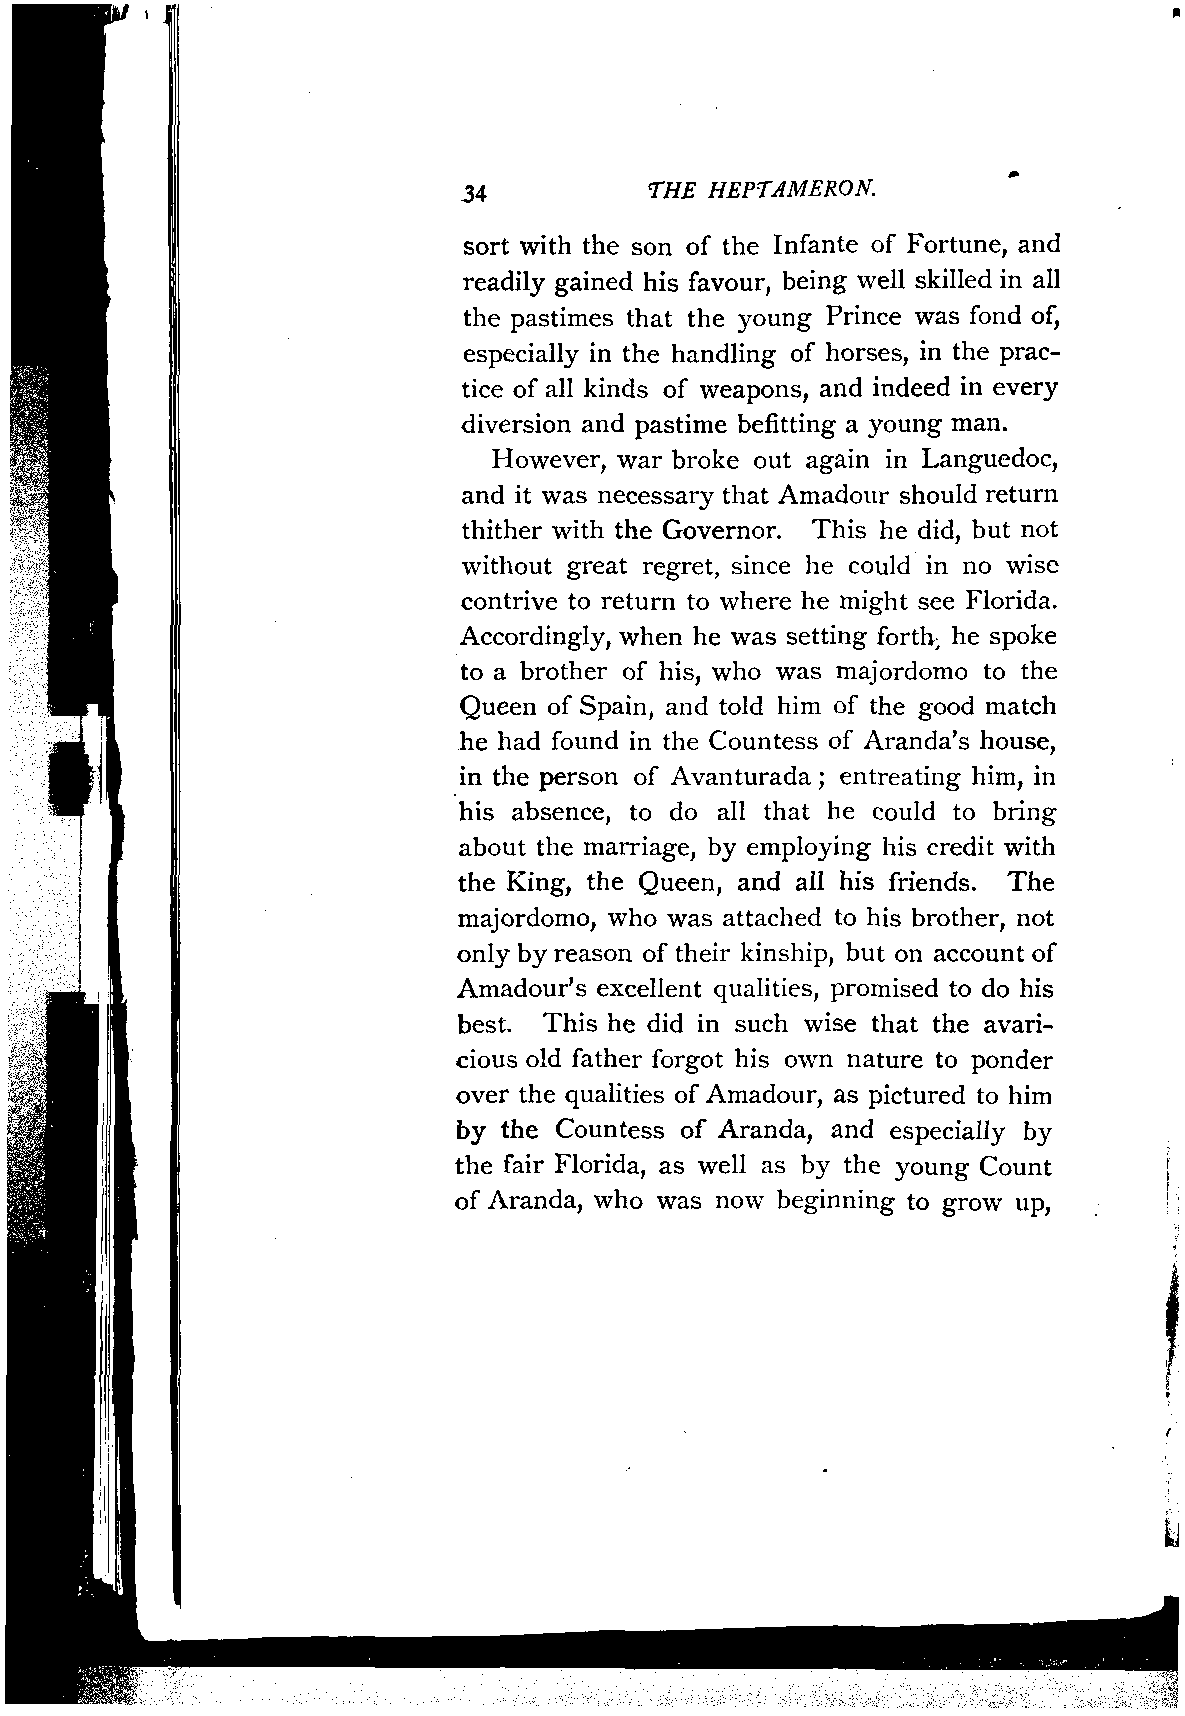 34 THE HEPTAMERON.
sort with the son of the Infante of Fortune, and
readily gained his favour, being well skilled in all
the pastimes that the young Prince was fond of,
especially in the handling of horses, in the prac-
tice of all kinds of weapons, and indeed in every
diversion and pastime befitting a young man.
However, war broke out again in Languedoc,
and it was necessary that Amadour should return
thither with the Governor. This he did, but not
without great regret, since he could in no wise
contrive to return to where he might see Florida.
Accordingly, when he was setting forth, he spoke
to a brother of his, who was majordomo to the
Queen of Spain, and told him of the good match
he had found in the Countess of Aranda's house,
in the person of Avanturada; entreating him, in
his absence, to do all that he could to bring
about the marriage, by employing his credit with
the King, the Queen, and all his friends. The
majordomo, who was attached to his brother, not
only by reason of their kinship, but on account of
Amadour's excellent qualities, promised to do his
best. This he did in such wise that the avari-
cious old father forgot his own nature to ponder
over the qualities of Amadour, as pictured to him
by the Countess of Aranda, and especially by
the fair Florida, as well as by the young Count
of Aranda, who was now beginning to grow up,